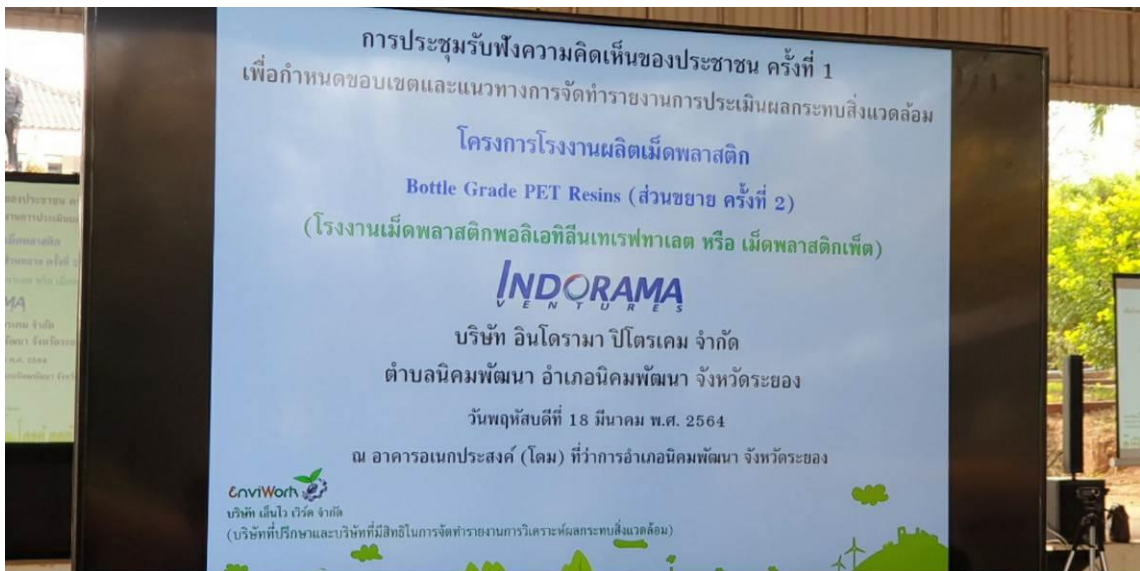 การประชุมรับฟังความคิดเห็นของประชาชน ครั้งที่ 1
เพื่อกำหนดขอบเขตและแนวทางการจัดทำรายงานการประเมินผลกระทบสิ่งแวดล้อม
โครงการโรงงานผลิตเม็ดพลาสติก
Bottle Grade PET Resins (ส่วนขยาย ครั้งที่ 2)
(โรงงานเม็ดพลาสติกพอลิเอทิลีนเทเรฟทาเลต หรือ เม็ดพลาสติกเพ็ต)
INDORAMA
VENTURES
บริษัท อินโดรามา ปิโตรเคม จำกัด
ตำบลนิคมพัฒนา อำเภอนิคมพัฒนา จังหวัดระยอง
วันพฤหัสบดีที่ 18 มีนาคม พ.ศ. 2564
ณ อาคารอเนกประสงค์ (โดม) ที่ว่าการอำเภอนิคมพัฒนา จังหวัดระยอง
EnviWork
บริษัท เอ็นไว เวิร์ค จำกัด
(บริษัทที่ปรึกษาและบริษัทที่มีสิทธิในการจัดทำรายงานการวิเคราะห์ผลกระทบสิ่งแวดล้อม)